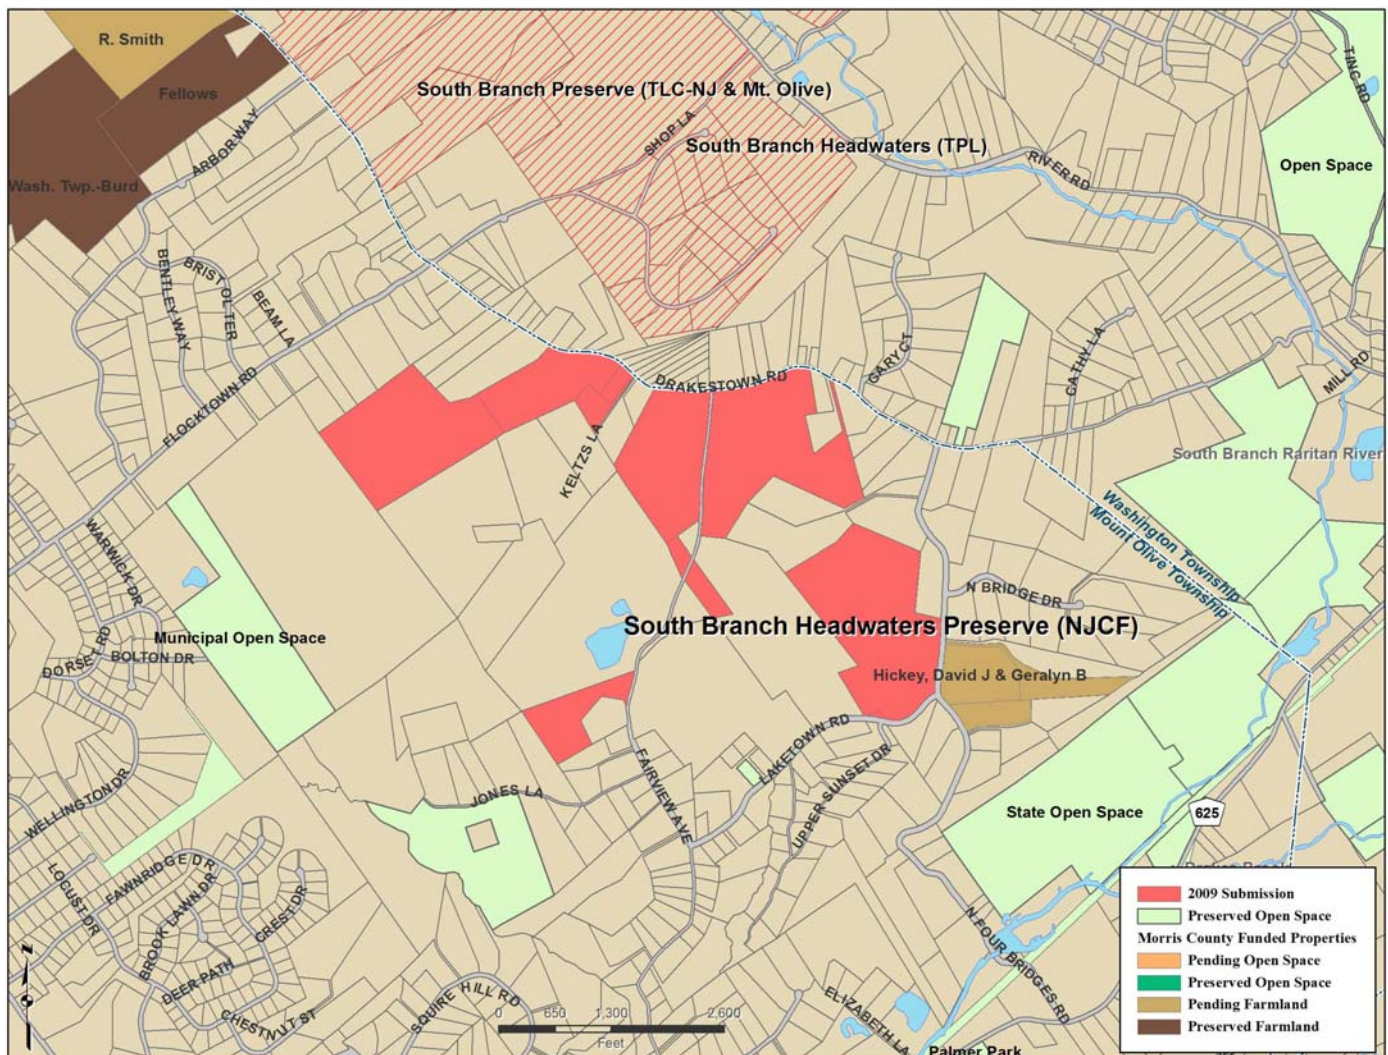 R. Smith
Fellows
Wash. Twp.-Burd
ARBOR WAY
South Branch Preserve (TLC-NJ & Mt. Olive)
SHOP LA
South Branch Headwaters (TPL)
RIVER RD
TINC RD
Open Space
BENTLEY WAY
BRISTOL TER
BEAM LA
FLOCKTOWN RD
DRAKESTOWN RD
GARY CT
CATHY LA
MILL RD
KELTZS LA
South Branch Raritan River
Washington Township
Mount Olive Township
WARWICK DR
N BRIDGE DR
South Branch Headwaters Preserve (NJCF)
Municipal Open Space
DORSET RD
BOLTON DR
Hickey, David J & Geralyn B
LAKETOWN RD
UPPER SUNSET DR
FAIRVIEW AVE
JONES LA
WELLINGTON DR
State Open Space
625
LOCUST DR
FAWNRIDGE DR
BROOK LAWN DR
CREST DR
DEER PATH
CHESTNUT ST
SQUIRE HILL RD
N FOUR BRIDGES RD
ELIZABETH LA
Palmer Park
N
0 650 1,300 2,600
Feet
2009 Submission
Preserved Open Space
Morris County Funded Properties
Pending Open Space
Preserved Open Space
Pending Farmland
Preserved Farmland